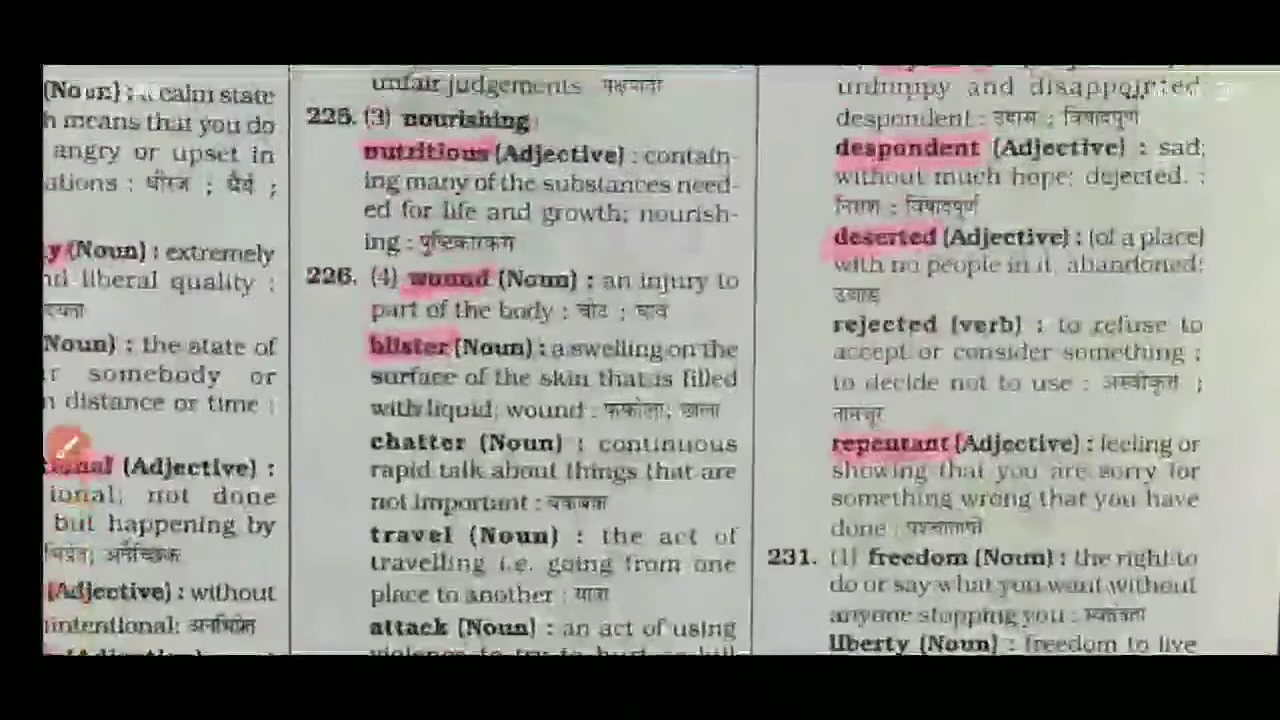 (Noun) : a calm state
h means that you do
angry or upset in
ations : धीरज ; धैर्य ;
y (Noun) : extremely
nd liberal quality :
Noun) : the state of
r somebody or
n distance or time :
ional (Adjective) :
ional; not done
but happening by
अनैच्छिक
(Adjective) : without
intentional: अनभिप्रेत
unfair judgements पक्षपाती
225. (3) nourishing
nutritious (Adjective) : contain-
ing many of the substances need-
ed for life and growth; nourish-
ing : पुष्टिकारक
226. (4) wound (Noun) : an injury to
part of the body : चोट ; घाव
blister (Noun) : a swelling on the
surface of the skin that is filled
with liquid; wound : फफोला; छाला
chatter (Noun) : continuous
rapid talk about things that are
not important : बकबक
travel (Noun) : the act of
travelling i.e. going from one
place to another : यात्रा
attack (Noun) : an act of using
violence to try to hurt or kill
unhappy and disappointed
despondent : उदास ; विषादपूर्ण
despondent (Adjective) : sad;
without much hope; dejected. :
निराश ; विषादपूर्ण
deserted (Adjective) : (of a place)
with no people in it, abandoned:
उजाड़
rejected (verb) : to refuse to
accept or consider something ;
to decide not to use : अस्वीकृत ;
नामंजूर
repentant (Adjective) : feeling or
showing that you are sorry for
something wrong that you have
done : पश्चातापी
231. (1) freedom (Noun) : the right to
do or say what you want without
anyone stopping you : स्वतंत्रता
liberty (Noun) : freedom to live